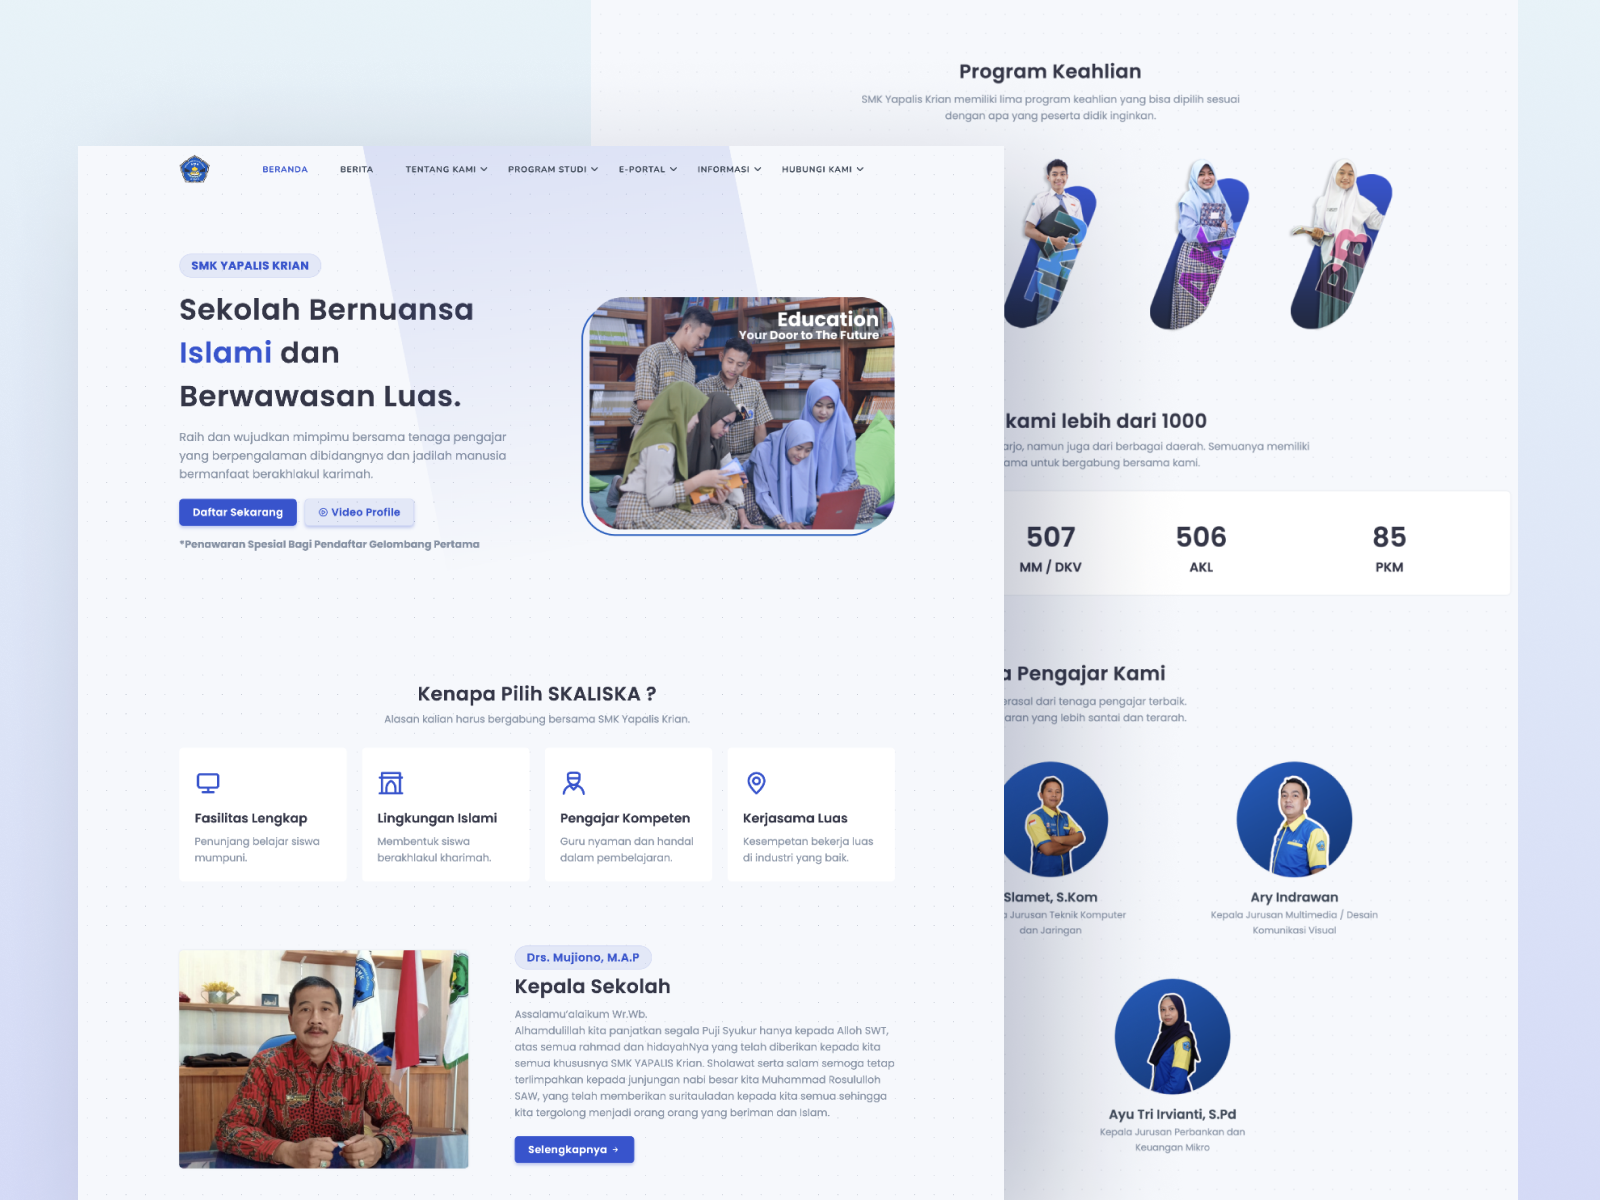 BERANDA
BERITA
TENTANG KAMI
PROGRAM STUDI
E-PORTAL
INFORMASI
HUBUNGI KAMI
SMK YAPALIS KRIAN
Sekolah Bernuansa
Islami dan
Berwawasan Luas.
Raih dan wujudkan mimpimu bersama tenaga pengajar
yang berpengalaman dibidangnya dan jadilah manusia
bermanfaat berakhlakul karimah.
Daftar Sekarang
Video Profile
*Penawaran Spesial Bagi Pendaftar Gelombang Pertama
Education
Your Door to The Future
Kenapa Pilih SKALISKA ?
Alasan kalian harus bergabung bersama SMK Yapalis Krian.
Fasilitas Lengkap
Penunjang belajar siswa
mumpuni.
Lingkungan Islami
Membentuk siswa
berakhlakul kharimah.
Pengajar Kompeten
Guru nyaman dan handal
dalam pembelajaran.
Kerjasama Luas
Kesempetan bekerja luas
di industri yang baik.
Drs. Mujiono, M.A.P
Kepala Sekolah
Assalamu'alaikum Wr.Wb.
Alhamdulillah kita panjatkan segala Puji Syukur hanya kepada Alloh SWT,
atas semua rahmad dan hidayahNya yang telah diberikan kepada kita
semua khususnya SMK YAPALIS Krian. Sholawat serta salam semoga tetap
terlimpahkan kepada junjungan nabi besar kita Muhammad Rosululloh
SAW, yang telah memberikan suritauladan kepada kita semua sehingga
kita tergolong menjadi orang orang yang beriman dan Islam.
Selengkapnya →
Program Keahlian
SMK Yapalis Krian memiliki lima program keahlian yang bisa dipilih sesuai
dengan apa yang peserta didik inginkan.
TKJ
AKL
kami lebih dari 1000
namun juga dari berbagai daerah. Semuanya memiliki
untuk bergabung bersama kami.
507
MM / DKV
506
AKL
85
PKM
Pengajar Kami
dari tenaga pengajar terbaik.
yang lebih santai dan terarah.
Slamet, S.Kom
Jurusan Teknik Komputer
dan Jaringan
Ary Indrawan
Kepala Jurusan Multimedia / Desain
Komunikasi Visual
Ayu Tri Irvianti, S.Pd
Kepala Jurusan Perbankan dan
Keuangan Mikro